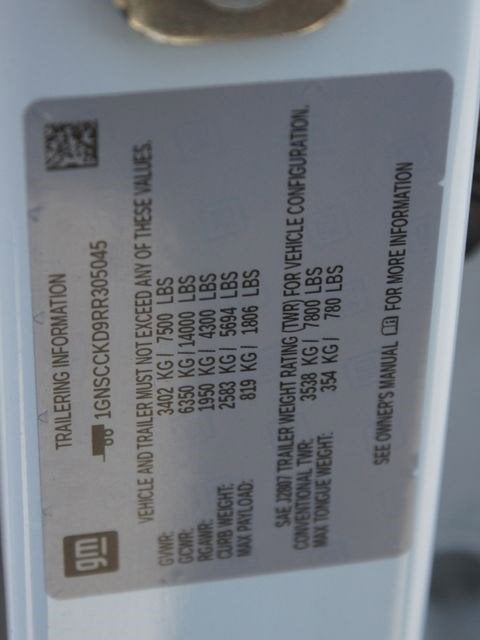 gm
TRAILERING INFORMATION
1GNSCCKD9RR305045
VEHICLE AND TRAILER MUST NOT EXCEED ANY OF THESE VALUES.
GVWR: 3402 KG / 7500 LBS
GCWR: 6350 KG / 14000 LBS
RGAWR: 1950 KG / 4300 LBS
CURB WEIGHT: 2583 KG / 5694 LBS
MAX PAYLOAD: 819 KG / 1806 LBS
SAE J2807 TRAILER WEIGHT RATING (TWR) FOR VEHICLE CONFIGURATION.
CONVENTIONAL TWR: 3538 KG / 7800 LBS
MAX TONGUE WEIGHT: 354 KG / 780 LBS
SEE OWNER'S MANUAL FOR MORE INFORMATION